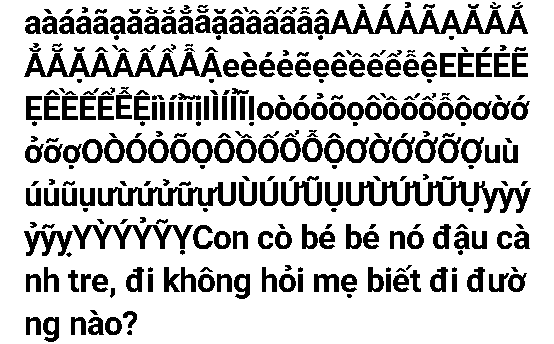 aàáảãạăằắẳẵặâầấẩẫậAÀÁẢÃẠĂẰẮ
ẲẴẶÂẦẤẨẪẬeèéẻẽẹêềếểễệEÈÉẺẼ
ẸÊỀẾỂỄỆiìíỉĩịIÌÍỈĨỊoòóỏõọôồốổỗộơờớ
ởỡợOÒÓỎÕỌÔỒỐỔỖỘƠỜỚỞỠỢuù
úủũụưừứửữựUÙÚƯŨỤƯỪỨỬỮỰyỳý
ỷỹỵYỲÝỶỸỴCon cò bé bé nó đậu cà
nh tre, đi không hỏi mẹ biết đi đườ
ng nào?